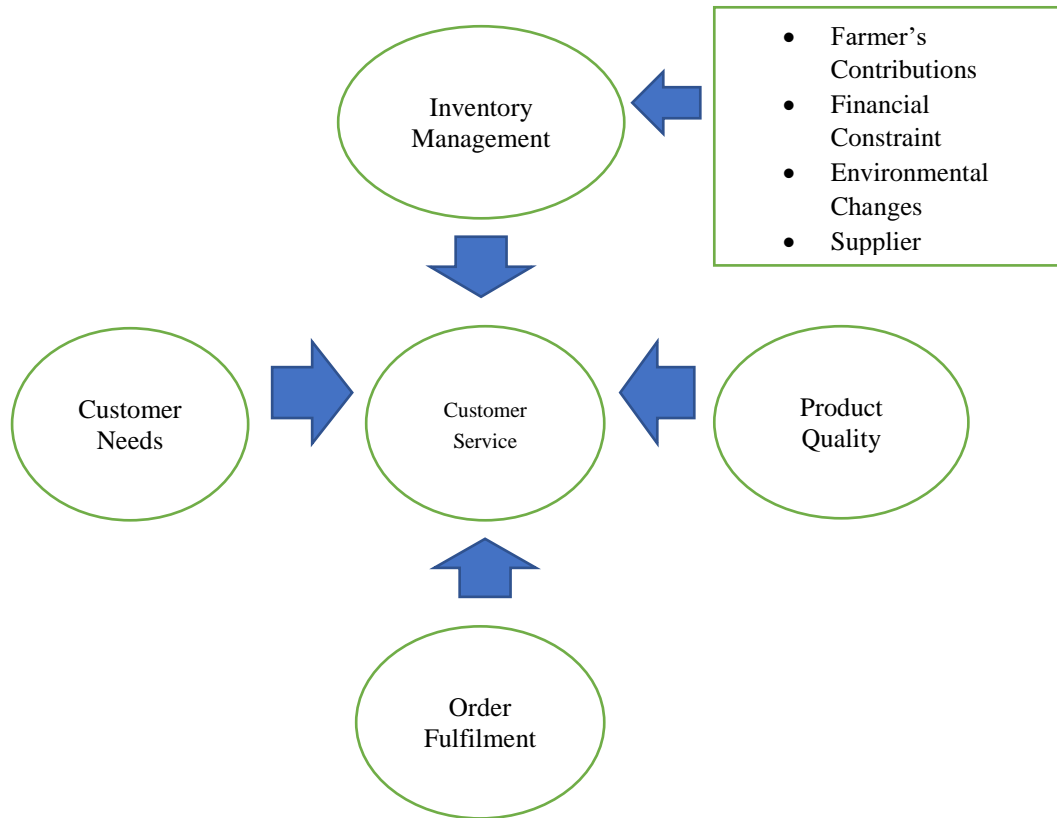 Inventory
Management
• Farmer’s
Contributions
• Financial
Constraint
• Environmental
Changes
• Supplier
Customer
Needs
Customer
Service
Product
Quality
Order
Fulfilment